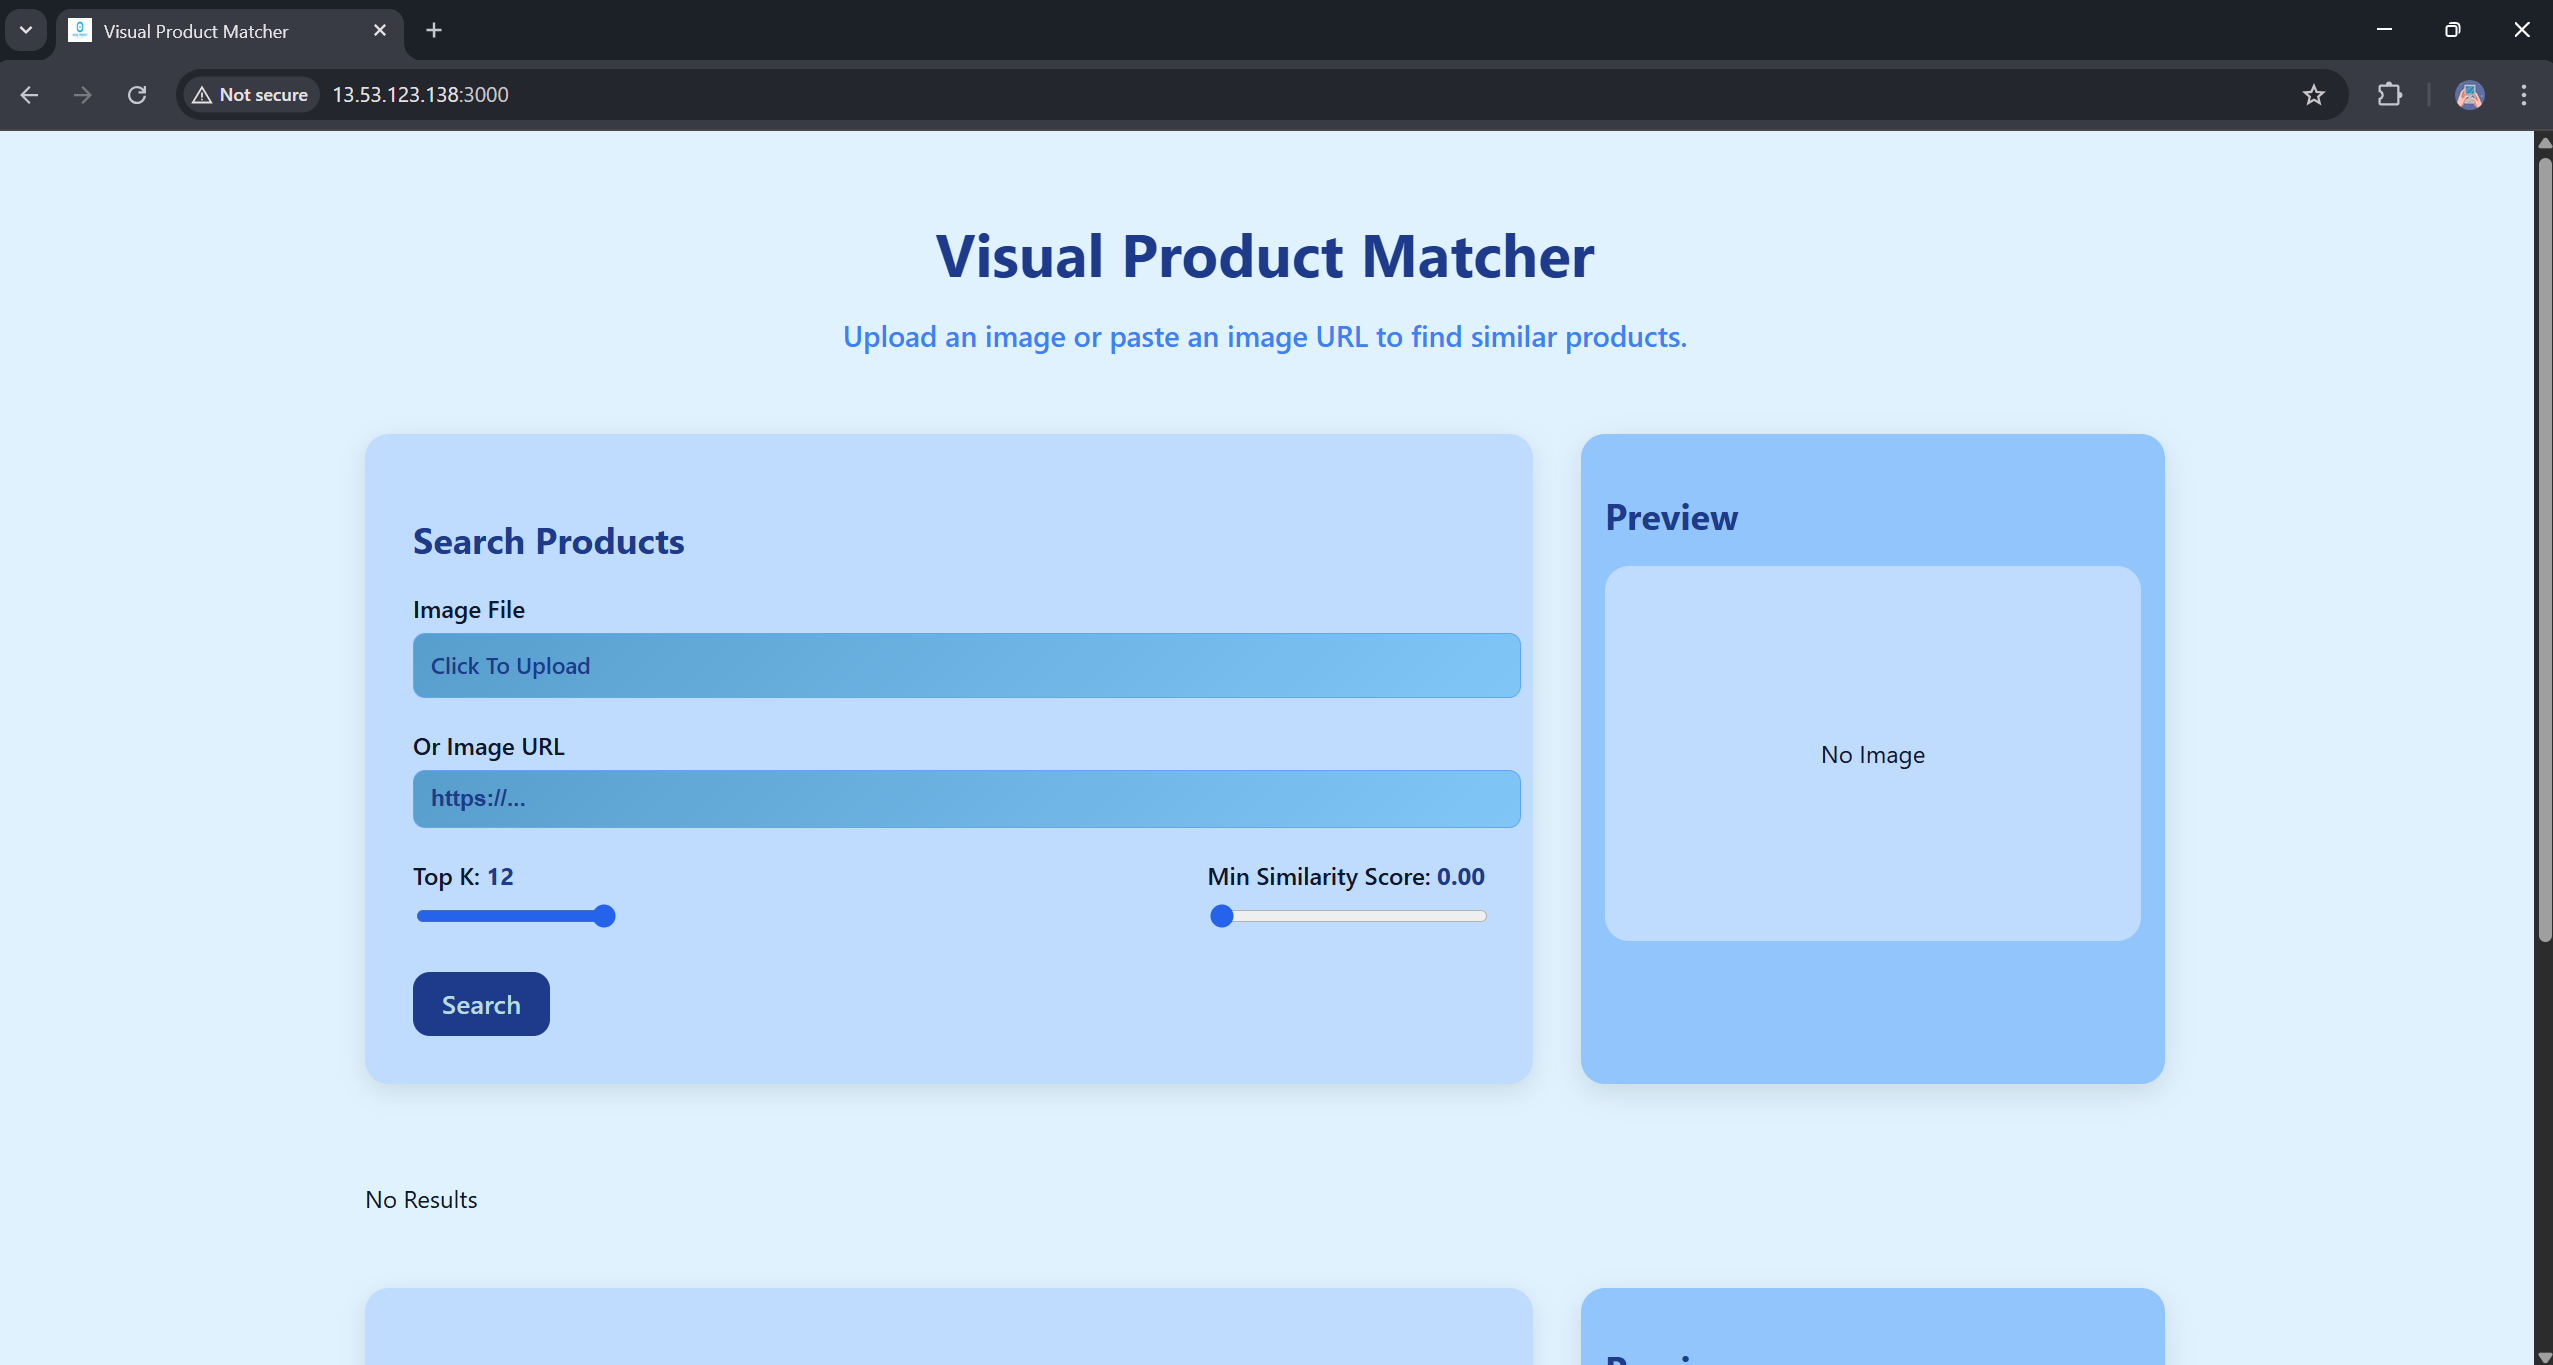 Visual Product Matcher
Not secure
13.53.123.138:3000
Visual Product Matcher
Upload an image or paste an image URL to find similar products.
Search Products
Image File
Click To Upload
Or Image URL
https://...
Top K: 12
Min Similarity Score: 0.00
Search
Preview
No Image
No Results